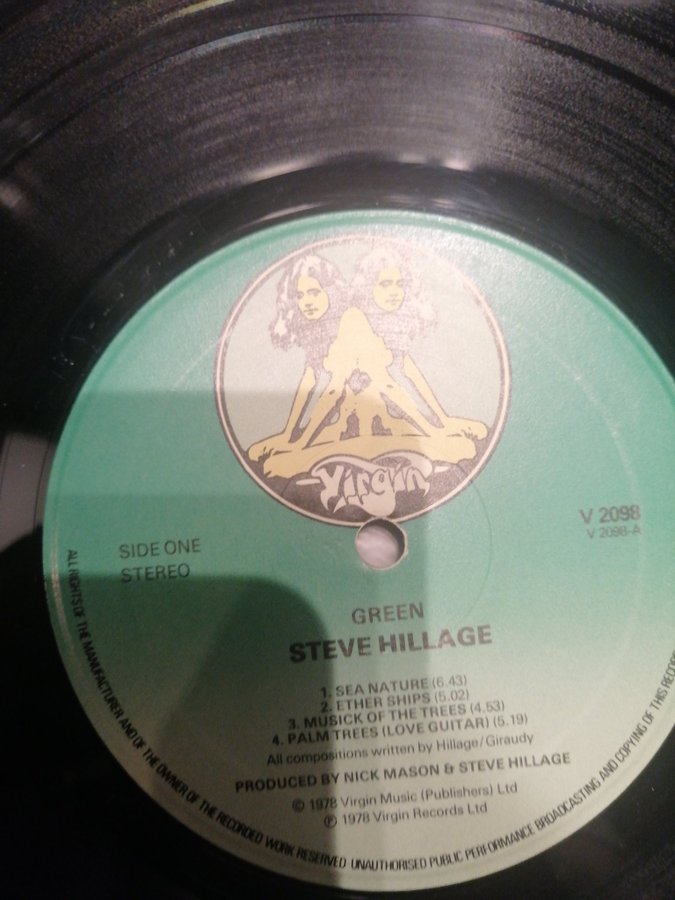 Virgin
V 2098
V 2098-A
SIDE ONE
STEREO
GREEN
STEVE HILLAGE
1. SEA NATURE (6.43)
2. ETHER SHIPS (5.02)
3. MUSICK OF THE TREES (4.53)
4. PALM TREES (LOVE GUITAR) (5.19)
All compositions written by Hillage/Giraudy
PRODUCED BY NICK MASON & STEVE HILLAGE
© 1978 Virgin Music (Publishers) Ltd
℗ 1978 Virgin Records Ltd
ALL RIGHTS OF THE MANUFACTURER AND OF THE OWNER OF THE RECORDED WORK RESERVED UNAUTHORISED PUBLIC PERFORMANCE BROADCASTING AND COPYING OF THIS RECORD